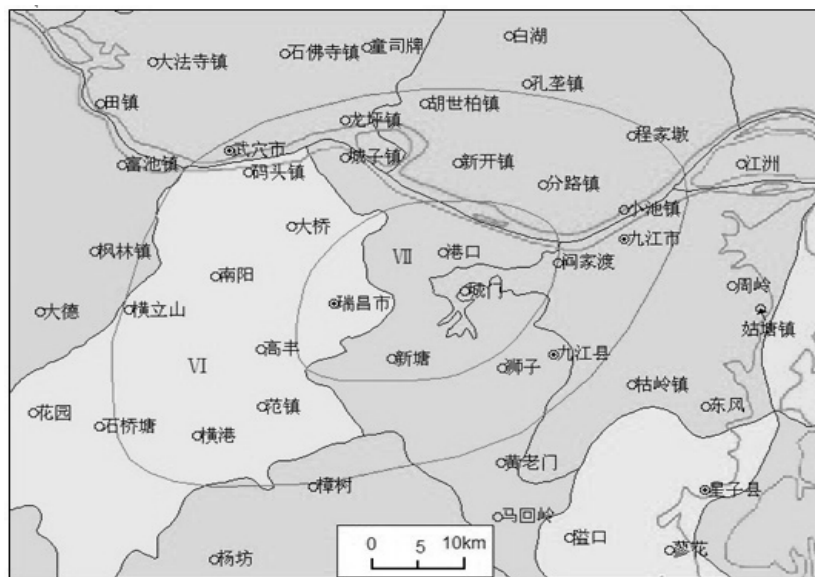 白湖
童司牌
石佛寺镇
大法寺镇
孔垄镇
田镇
胡世柏镇
龙坪镇
程家墩
武穴市
城子镇
新开镇
江洲
富池镇
码头镇
分路镇
小池镇
大桥
九江市
枫林镇
VII
港口
阎家渡
南阳
周岭
城门
瑞昌市
横立山
大德
姑塘镇
高丰
新塘
九江县
狮子
VI
牯岭镇
花园
范镇
东风
石桥塘
横港
黄老门
樟树
星子县
马回岭
隘口
蓼花
杨坊
0 5 10km